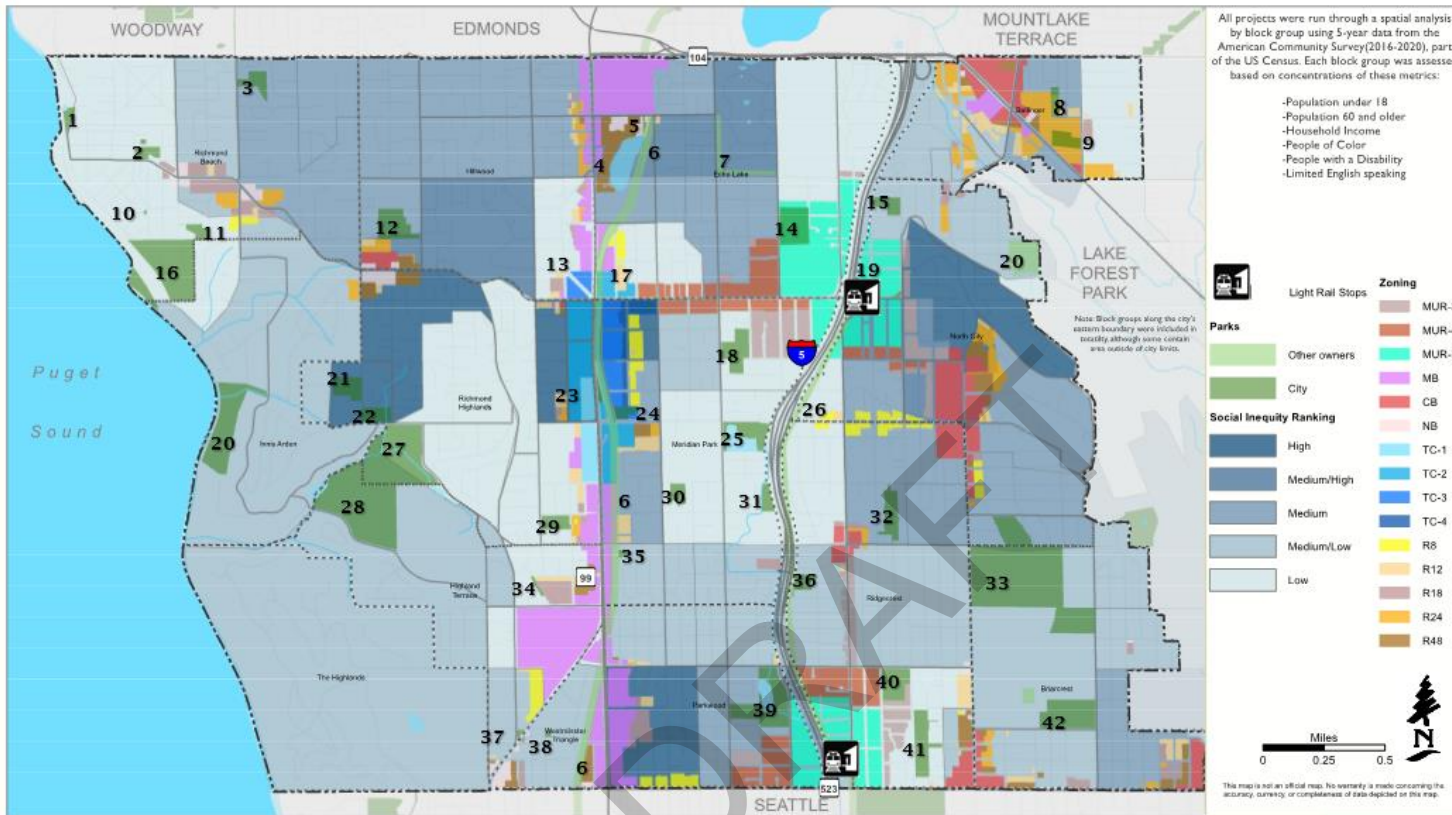 WOODWAY
EDMONDS
MOUNTLAKE
TERRACE
104
1
2
3
4
5
6
7
8
9
Ballinger
Richmond
Beach
Hillwood
Echo Lake
10
11
12
13
14
15
16
17
18
19
20
LAKE
FOREST
PARK
Note: Block groups along the city's
eastern boundary were inlcuded in
totatlity, although some contain
area outside of city limits.
North City
5
Puget
Sound
20
21
22
23
24
25
26
Richmond
Highlands
Innis Arden
Meridian Park
27
28
29
30
6
31
32
33
34
35
36
99
Highland
Terrace
Ridgecrest
The Highlands
Parkwood
Briarcrest
Westminster
Triangle
37
38
6
39
40
41
42
523
SEATTLE
DRAFT
All projects were run through a spatial analysis
by block group using 5-year data from the
American Community Survey(2016-2020), part
of the US Census. Each block group was assesse
based on concentrations of these metrics:
-Population under 18
-Population 60 and older
-Household Income
-People of Color
-People with a Disability
-Limited English speaking
Light Rail Stops
Parks
Other owners
City
Social Inequity Ranking
High
Medium/High
Medium
Medium/Low
Low
Zoning
MUR-
MUR-
MUR-
MB
CB
NB
TC-1
TC-2
TC-3
TC-4
R8
R12
R18
R24
R48
N
Miles
0 0.25 0.5
This map is not an official map. No warranty is made concerning the
accuracy, currency, or completeness of data depicted on this map.